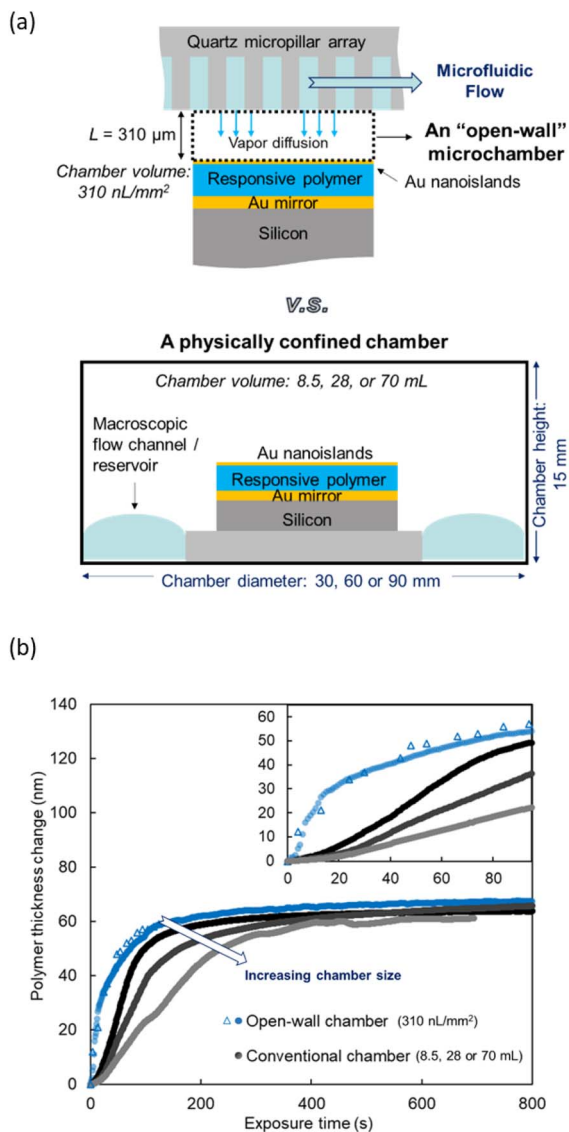 (a)
Quartz micropillar array
Microfluidic
Flow
L = 310 μm
Vapor diffusion
An “open-wall”
microchamber
Chamber volume:
310 nL/mm²
Au nanoislands
Responsive polymer
Au mirror
Silicon
v.s.
A physically confined chamber
Chamber volume: 8.5, 28, or 70 mL
Macroscopic
flow channel /
reservoir
Au nanoislands
Responsive polymer
Au mirror
Silicon
Chamber height:
15 mm
Chamber diameter: 30, 60 or 90 mm
(b)
Polymer thickness change (nm)
140
120
100
80
60
40
20
0
60
50
40
30
20
10
0
0 20 40 60 80
Increasing chamber size
Open-wall chamber (310 nL/mm²)
Conventional chamber (8.5, 28 or 70 mL)
0 200 400 600 800
Exposure time (s)